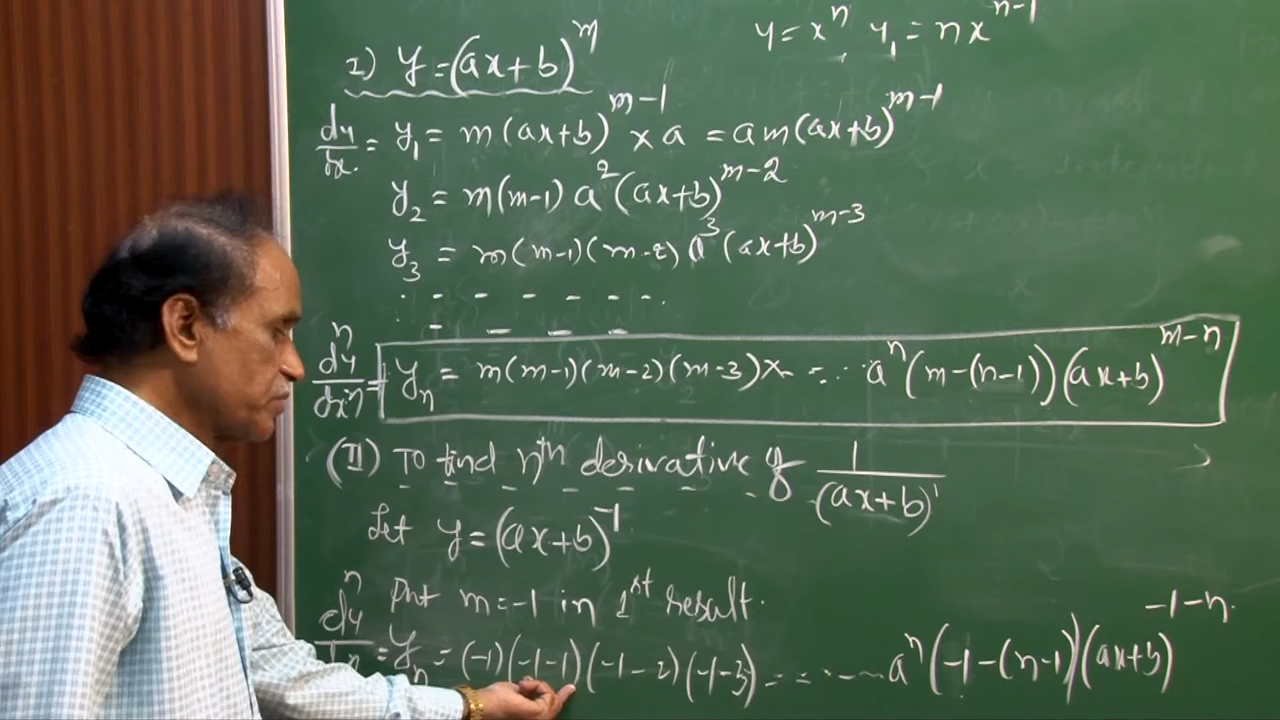 y = xⁿ y₁ = nxⁿ⁻¹
I) y = (ax+b)ᵐ
dy/dx = y₁ = m(ax+b)ᵐ⁻¹ × a = am(ax+b)ᵐ⁻¹
y₂ = m(m-1) a²(ax+b)ᵐ⁻²
y₃ = m(m-1)(m-2) a³(ax+b)ᵐ⁻³
dⁿy/dxⁿ = yₙ = m(m-1)(m-2)(m-3)x - = .. aⁿ(m-(n-1))(ax+b)ᵐ⁻ⁿ
(II) To find nᵗʰ derivative of 1/(ax+b)
Let y = (ax+b)⁻¹
Put m = -1 in 1ˢᵗ result.
dⁿy/dx = yₙ = (-1)(-1-1)(-1-2)(-1-3) - - .. - .. aⁿ(-1-(n-1))(ax+b)⁻¹⁻ⁿ.